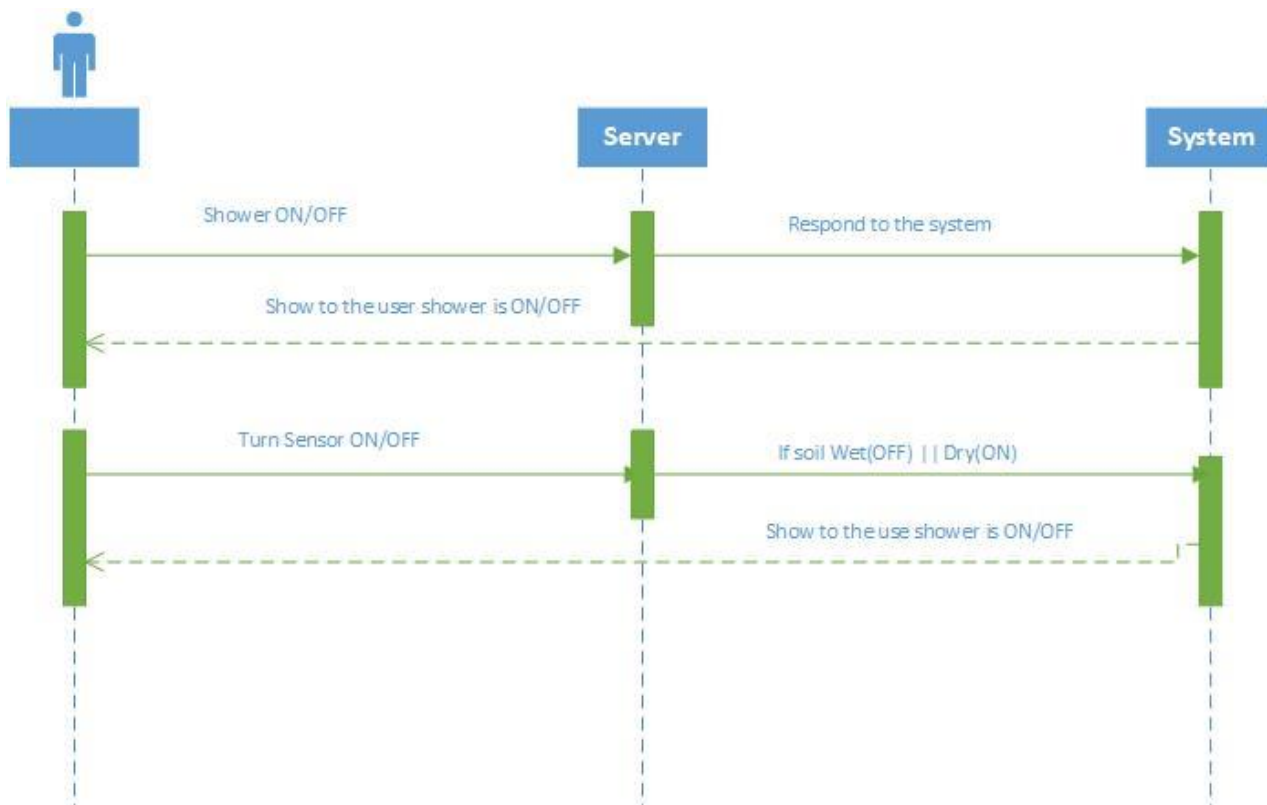 Server
System
Shower ON/OFF
Respond to the system
Show to the user shower is ON/OFF
Turn Sensor ON/OFF
If soil Wet(OFF) || Dry(ON)
Show to the use shower is ON/OFF